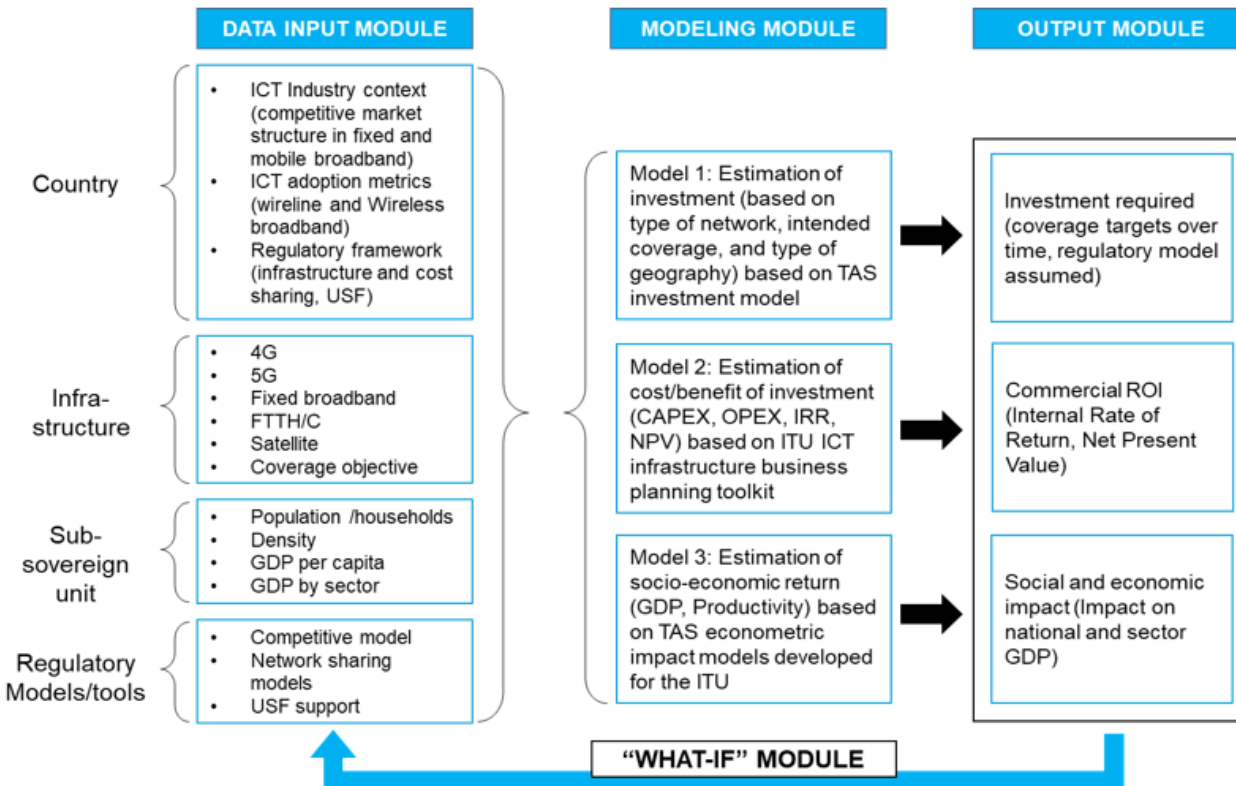 DATA INPUT MODULE
MODELING MODULE
OUTPUT MODULE
Country
• ICT Industry context
(competitive market
structure in fixed and
mobile broadband)
• ICT adoption metrics
(wireline and Wireless
broadband)
• Regulatory framework
(infrastructure and cost
sharing, USF)
Infra-
structure
• 4G
• 5G
• Fixed broadband
• FTTH/C
• Satellite
• Coverage objective
Sub-
sovereign
unit
• Population /households
• Density
• GDP per capita
• GDP by sector
Regulatory
Models/tools
• Competitive model
• Network sharing
models
• USF support
Model 1: Estimation of
investment (based on
type of network, intended
coverage, and type of
geography) based on TAS
investment model
Model 2: Estimation of
cost/benefit of investment
(CAPEX, OPEX, IRR,
NPV) based on ITU ICT
infrastructure business
planning toolkit
Model 3: Estimation of
socio-economic return
(GDP, Productivity) based
on TAS econometric
impact models developed
for the ITU
Investment required
(coverage targets over
time, regulatory model
assumed)
Commercial ROI
(Internal Rate of
Return, Net Present
Value)
Social and economic
impact (Impact on
national and sector
GDP)
“WHAT-IF” MODULE